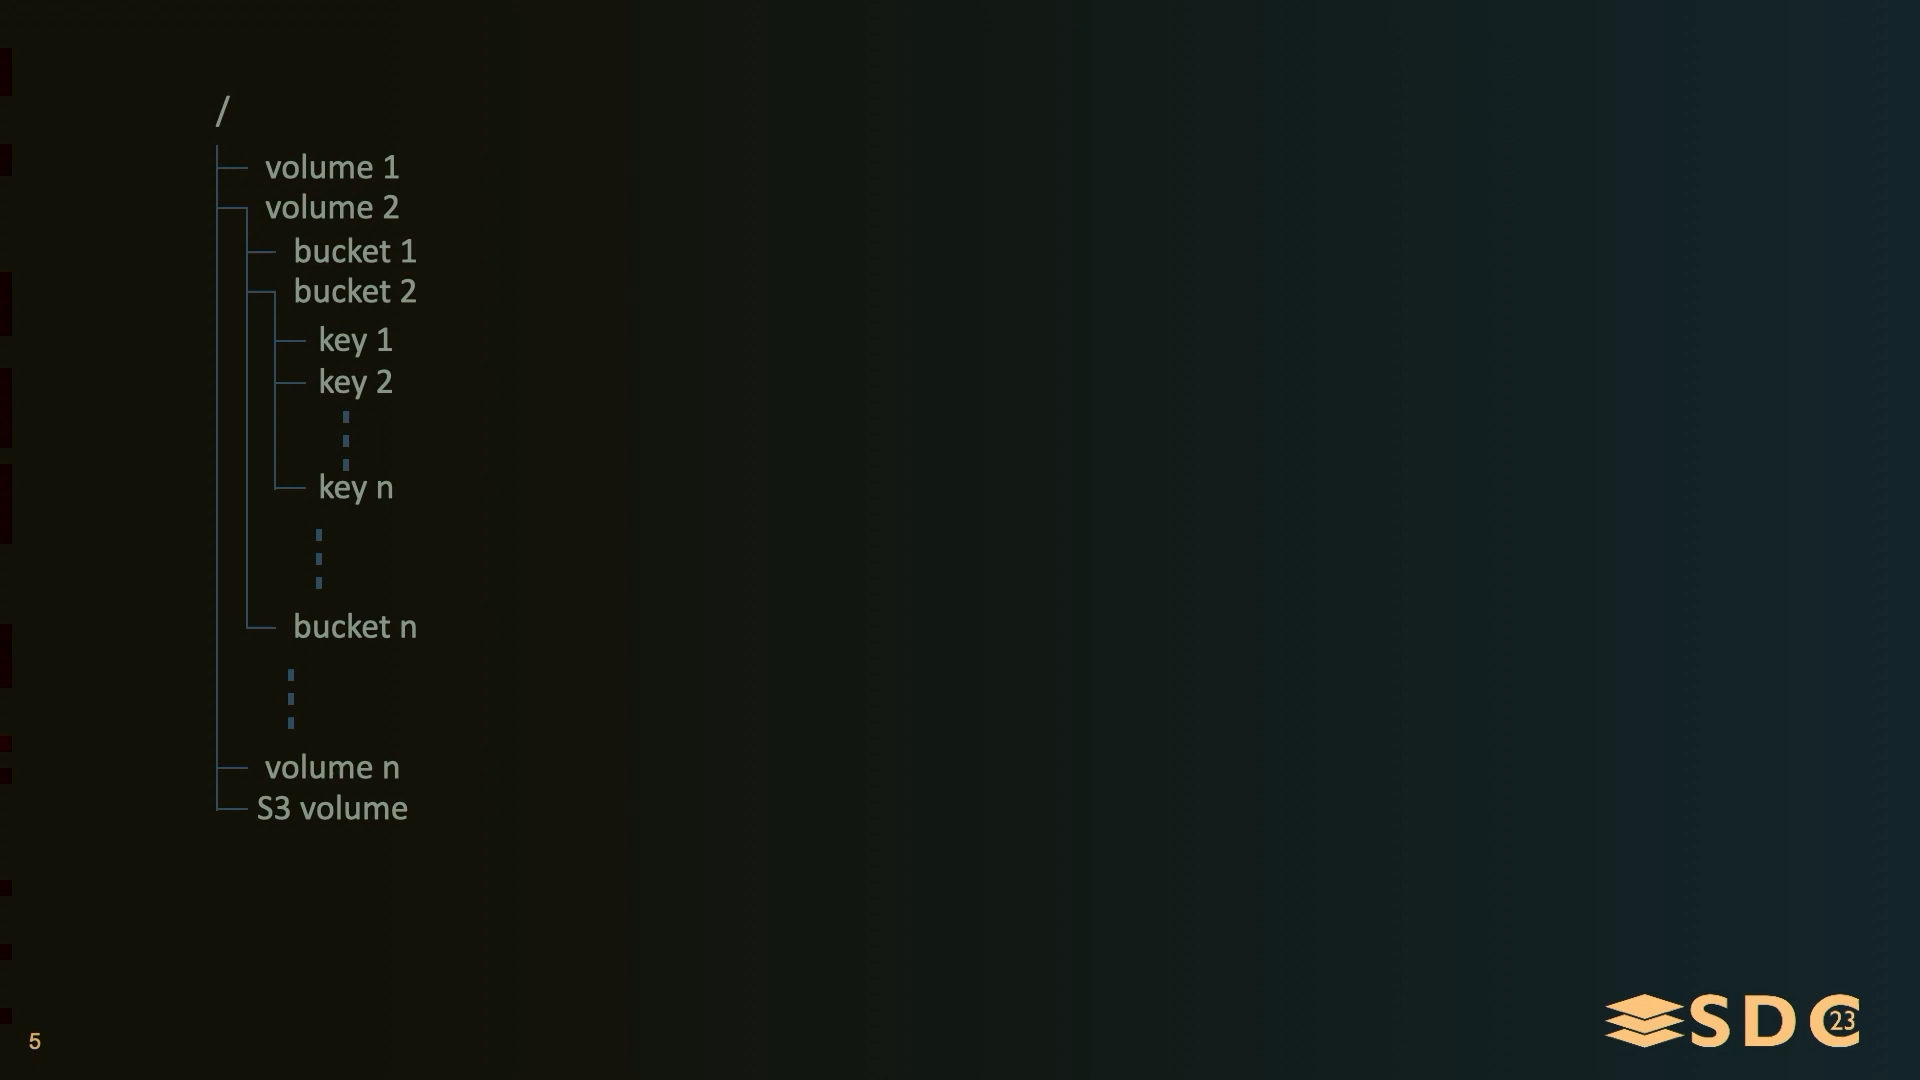 /
volume 1
volume 2
bucket 1
bucket 2
key 1
key 2
key n
bucket n
volume n
S3 volume
5
SDC 23